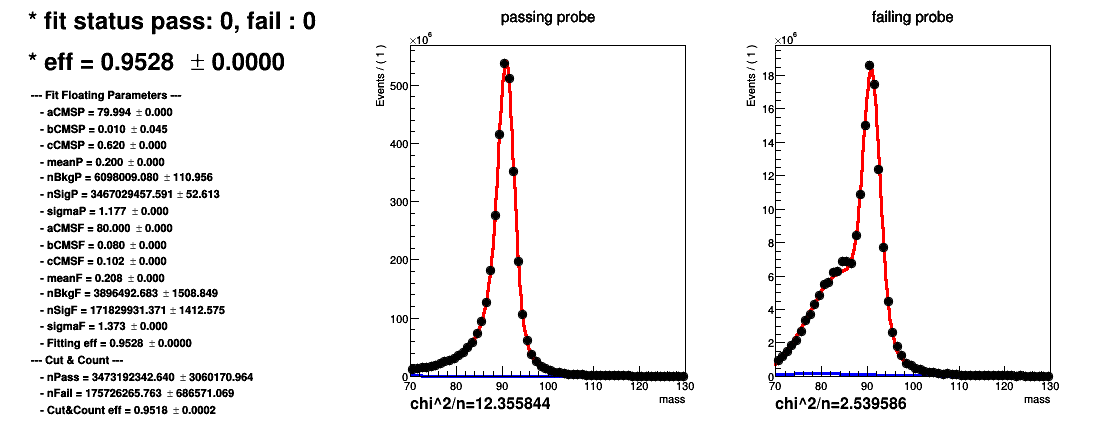 * fit status pass: 0, fail : 0
* eff = 0.9528 ± 0.0000
--- Fit Floating Parameters ---
- aCMSP = 79.994 ± 0.000
- bCMSP = 0.010 ± 0.045
- cCMSP = 0.620 ± 0.000
- meanP = 0.200 ± 0.000
- nBkgP = 6098009.080 ± 110.956
- nSigP = 3467029457.591 ± 52.613
- sigmaP = 1.177 ± 0.000
- aCMSF = 80.000 ± 0.000
- bCMSF = 0.080 ± 0.000
- cCMSF = 0.102 ± 0.000
- meanF = 0.208 ± 0.000
- nBkgF = 3896492.683 ± 1508.849
- nSigF = 171829931.371 ± 1412.575
- sigmaF = 1.373 ± 0.000
- Fitting eff = 0.9528 ± 0.0000
--- Cut & Count ---
- nPass = 3473192342.640 ± 3060170.964
- nFail = 175726265.763 ± 686571.069
- Cut&Count eff = 0.9518 ± 0.0002
passing probe
×10⁶
Events / ( 1 )
500
400
300
200
100
0
70 80 90 100 110 120 130
mass
chi^2/n=12.355844
failing probe
×10⁶
Events / ( 1 )
18
16
14
12
10
8
6
4
2
0
70 80 90 100 110 120 130
mass
chi^2/n=2.539586